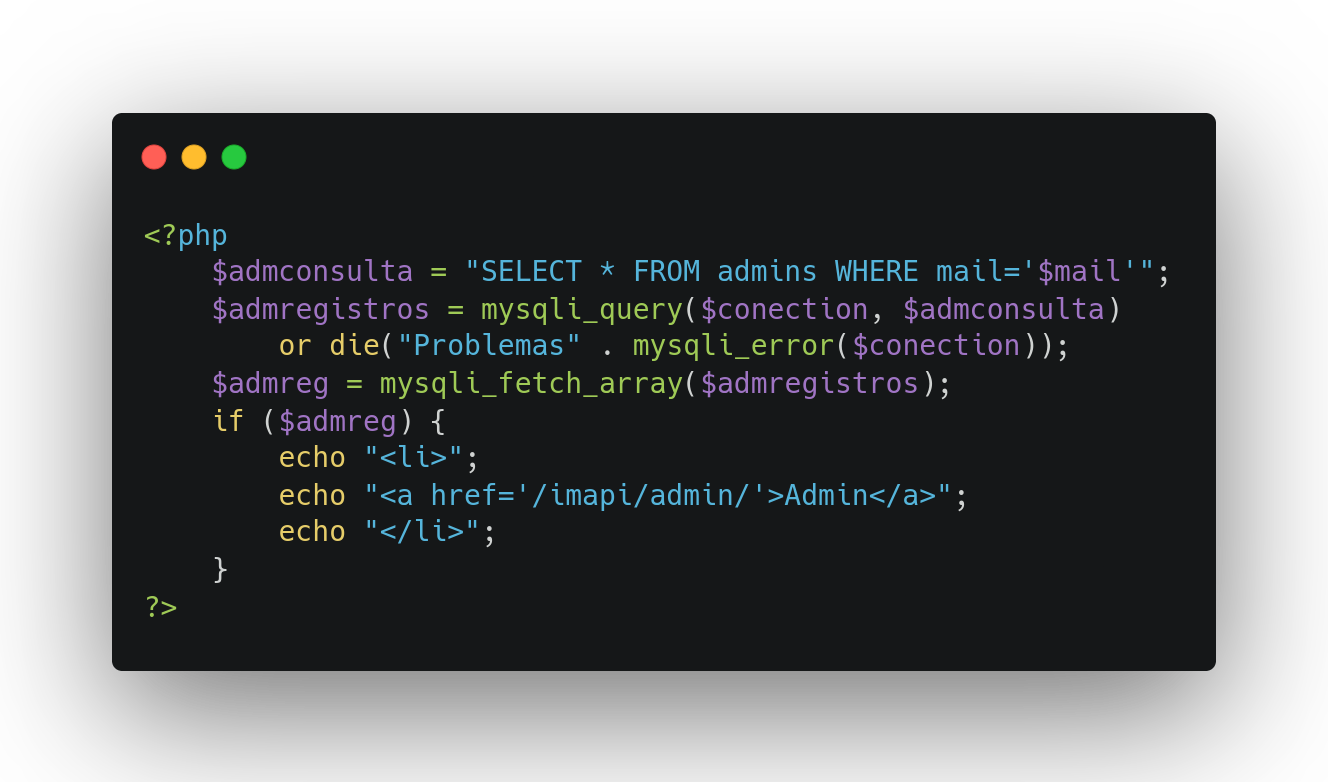 <?php
    $admconsulta = "SELECT * FROM admins WHERE mail='$mail'";
    $admregistros = mysqli_query($conection, $admconsulta)
        or die("Problemas" . mysqli_error($conection));
    $admreg = mysqli_fetch_array($admregistros);
    if ($admreg) {
        echo "<li>";
        echo "<a href='/imapi/admin/'>Admin</a>";
        echo "</li>";
    }
?>